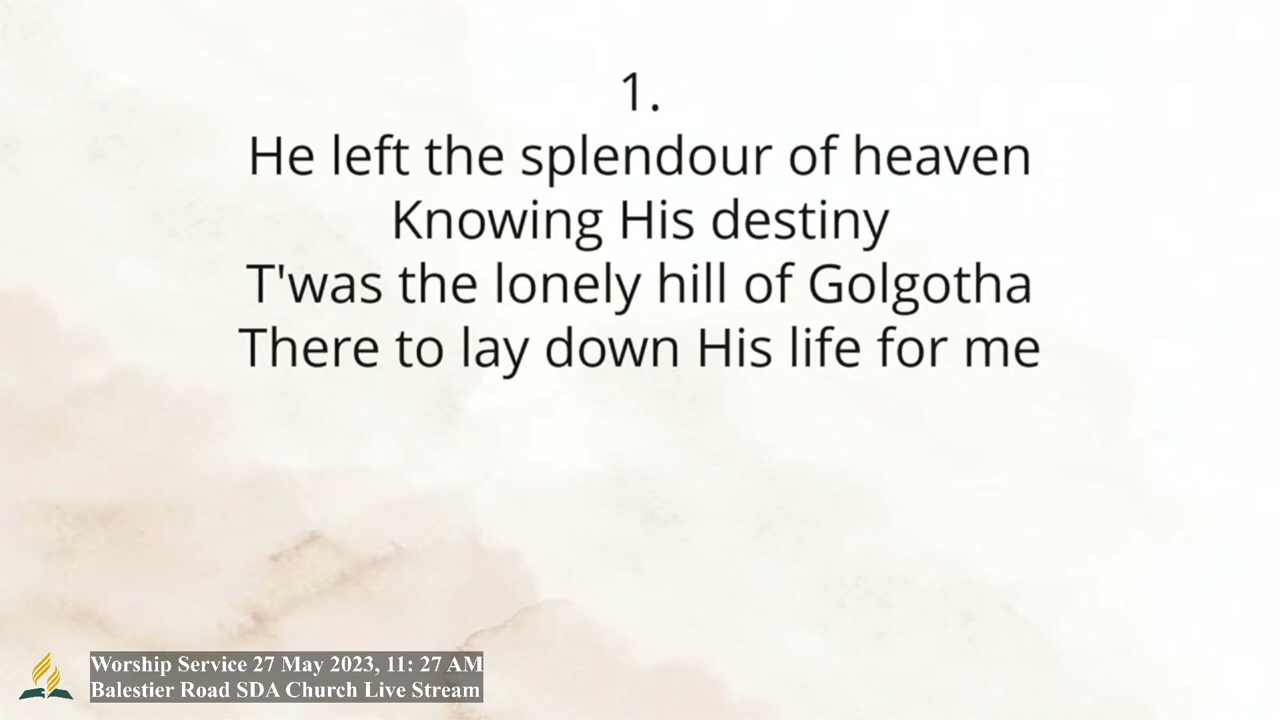 1.
He left the splendour of heaven
Knowing His destiny
T'was the lonely hill of Golgotha
There to lay down His life for me
Worship Service 27 May 2023, 11: 27 AM
Balestier Road SDA Church Live Stream